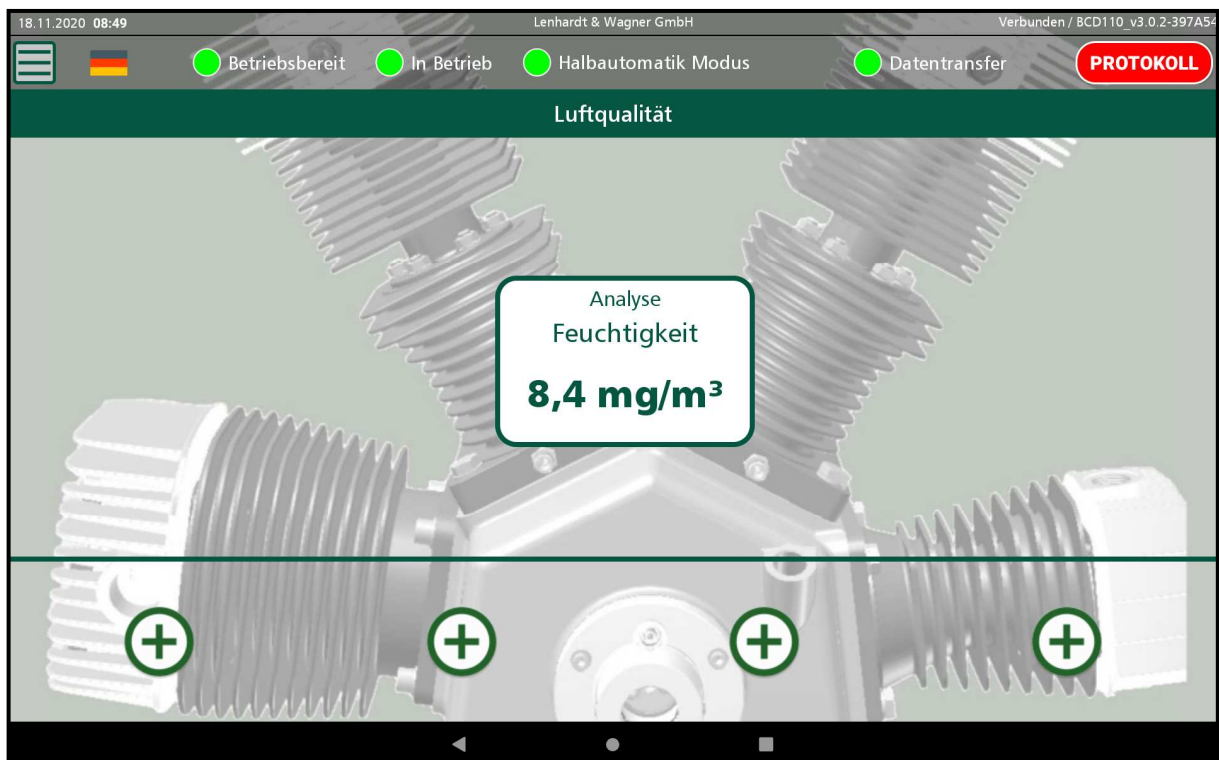 18.11.2020 08:49 Lenhardt & Wagner GmbH Verbunden / BCD110_v3.0.2-397A54
Betriebsbereit In Betrieb Halbautomatik Modus Datentransfer PROTOKOLL
Luftqualität
Analyse
Feuchtigkeit
8,4 mg/m³